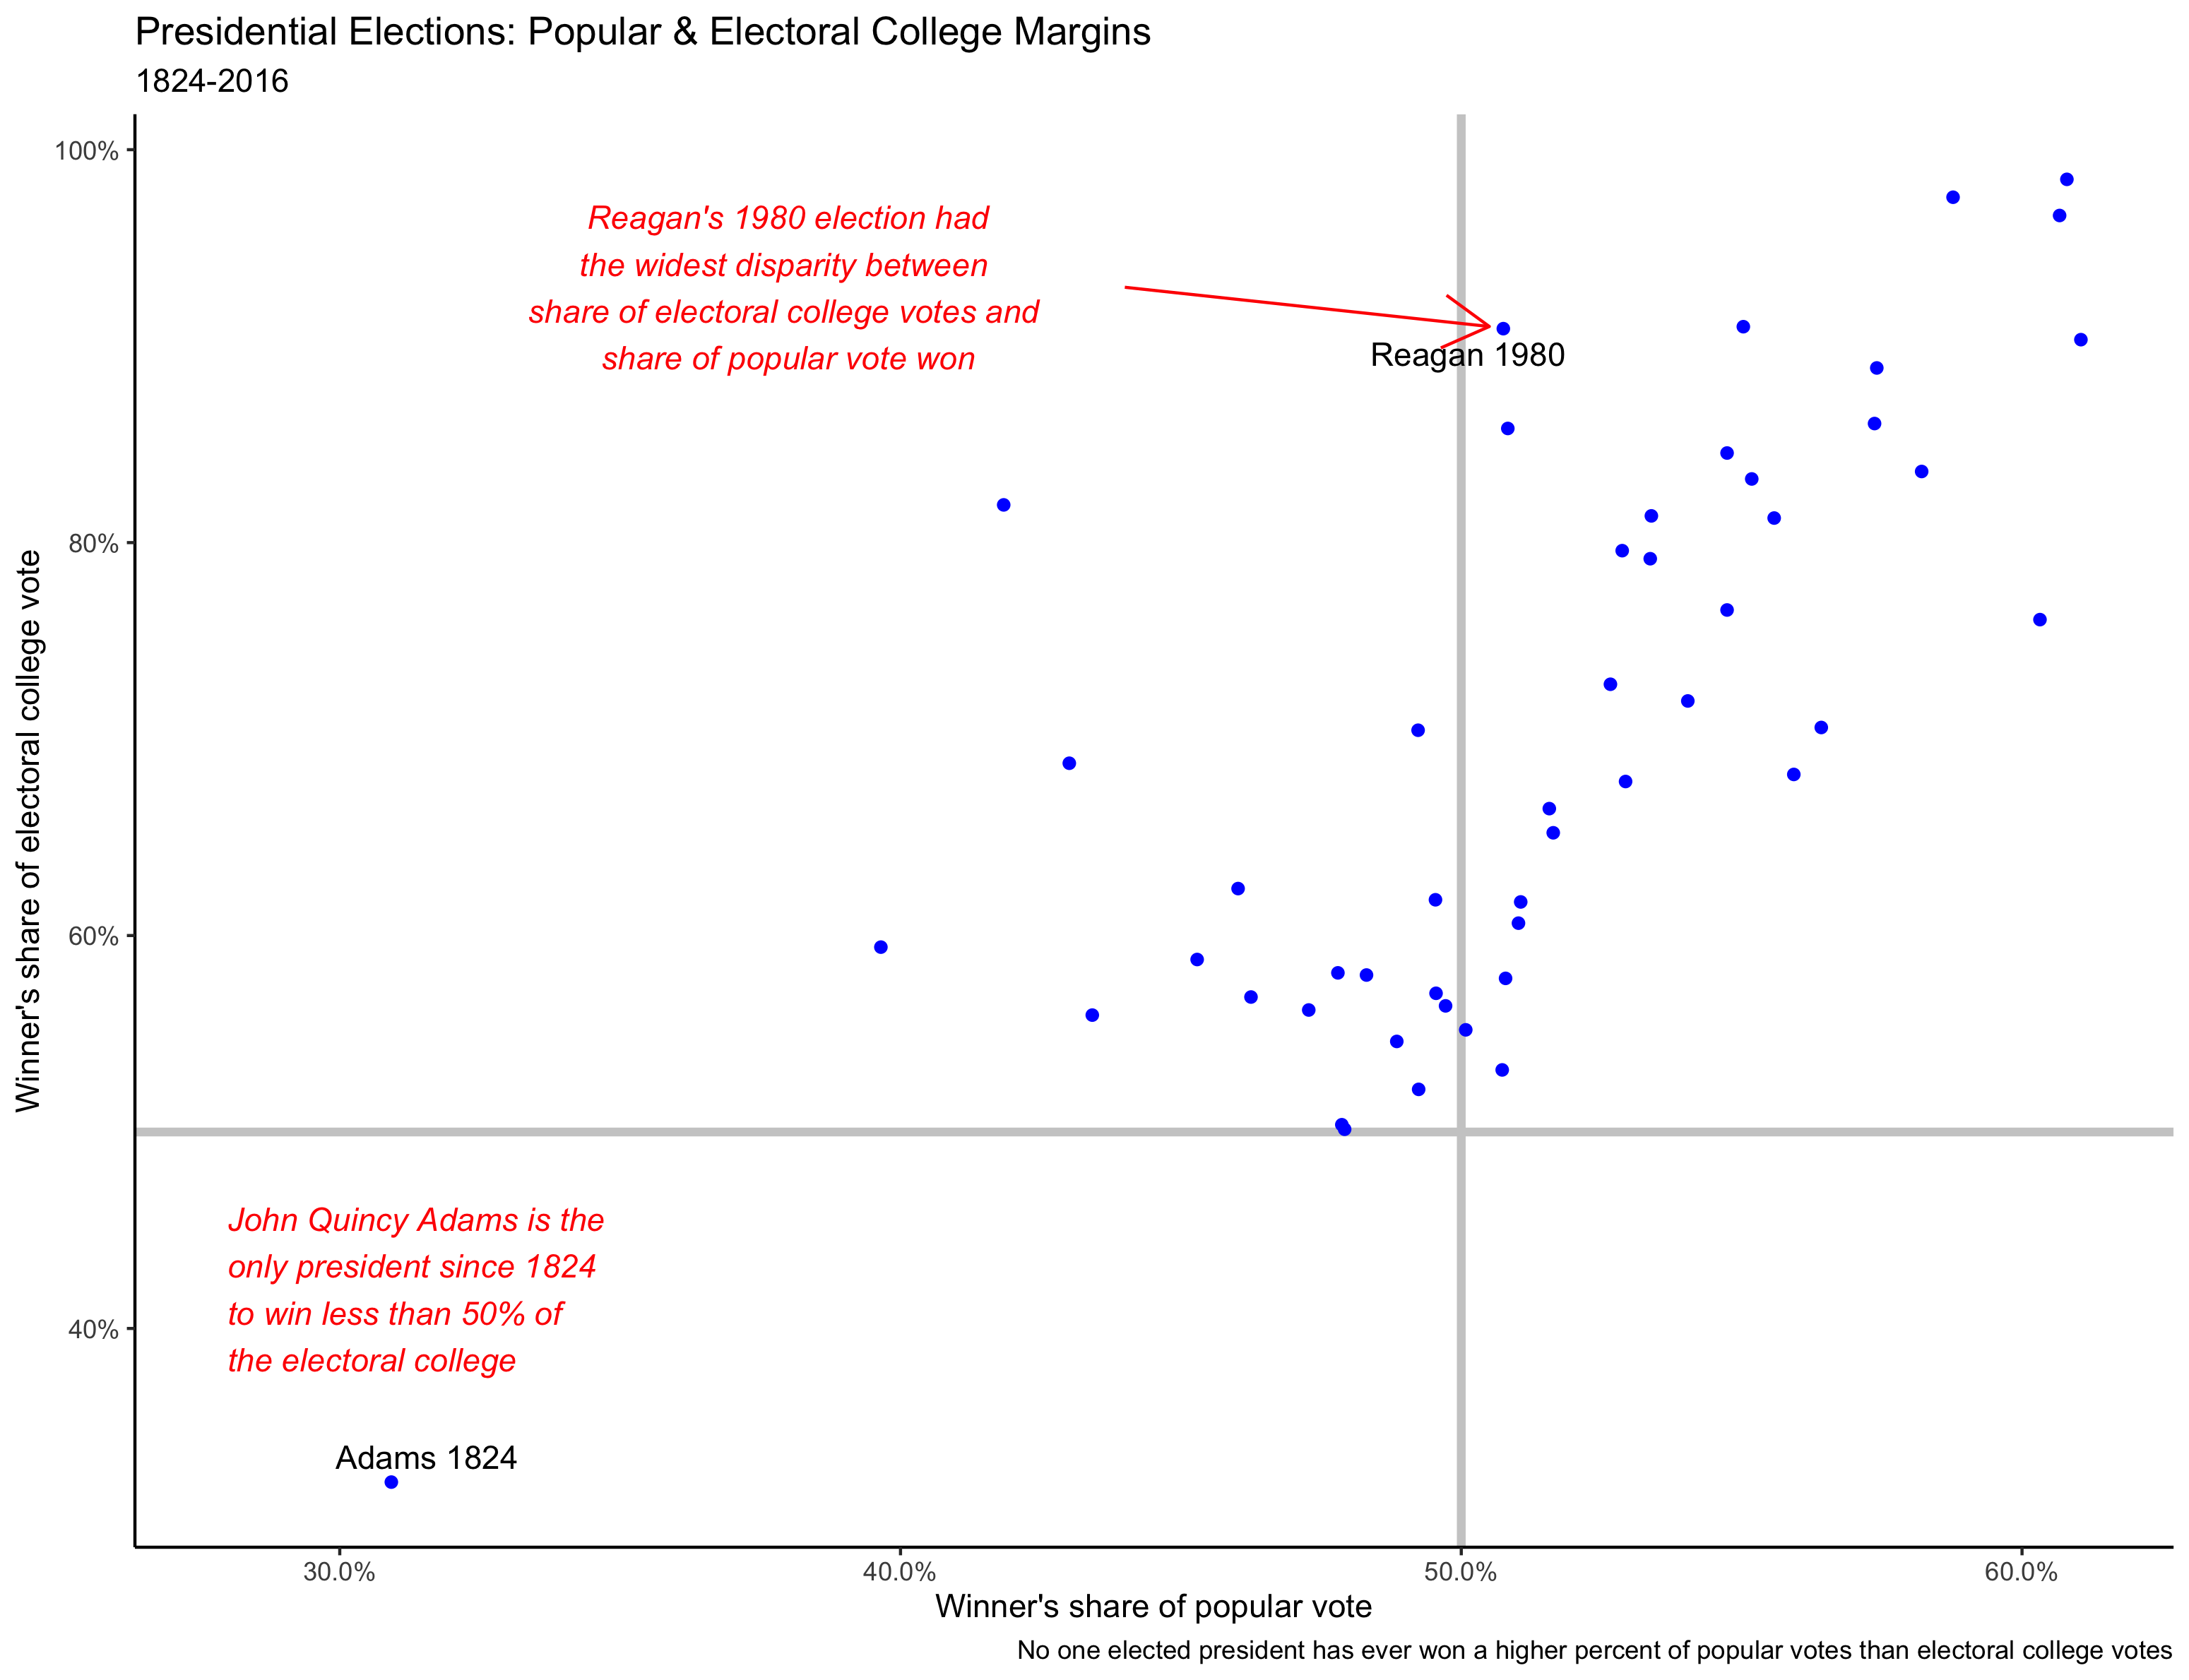 Presidential Elections: Popular & Electoral College Margins
1824-2016
100%
80%
60%
40%
Winner's share of electoral college vote
Reagan's 1980 election had
the widest disparity between
share of electoral college votes and
share of popular vote won
Reagan 1980
John Quincy Adams is the
only president since 1824
to win less than 50% of
the electoral college
Adams 1824
30.0%
40.0%
50.0%
60.0%
Winner's share of popular vote
No one elected president has ever won a higher percent of popular votes than electoral college votes